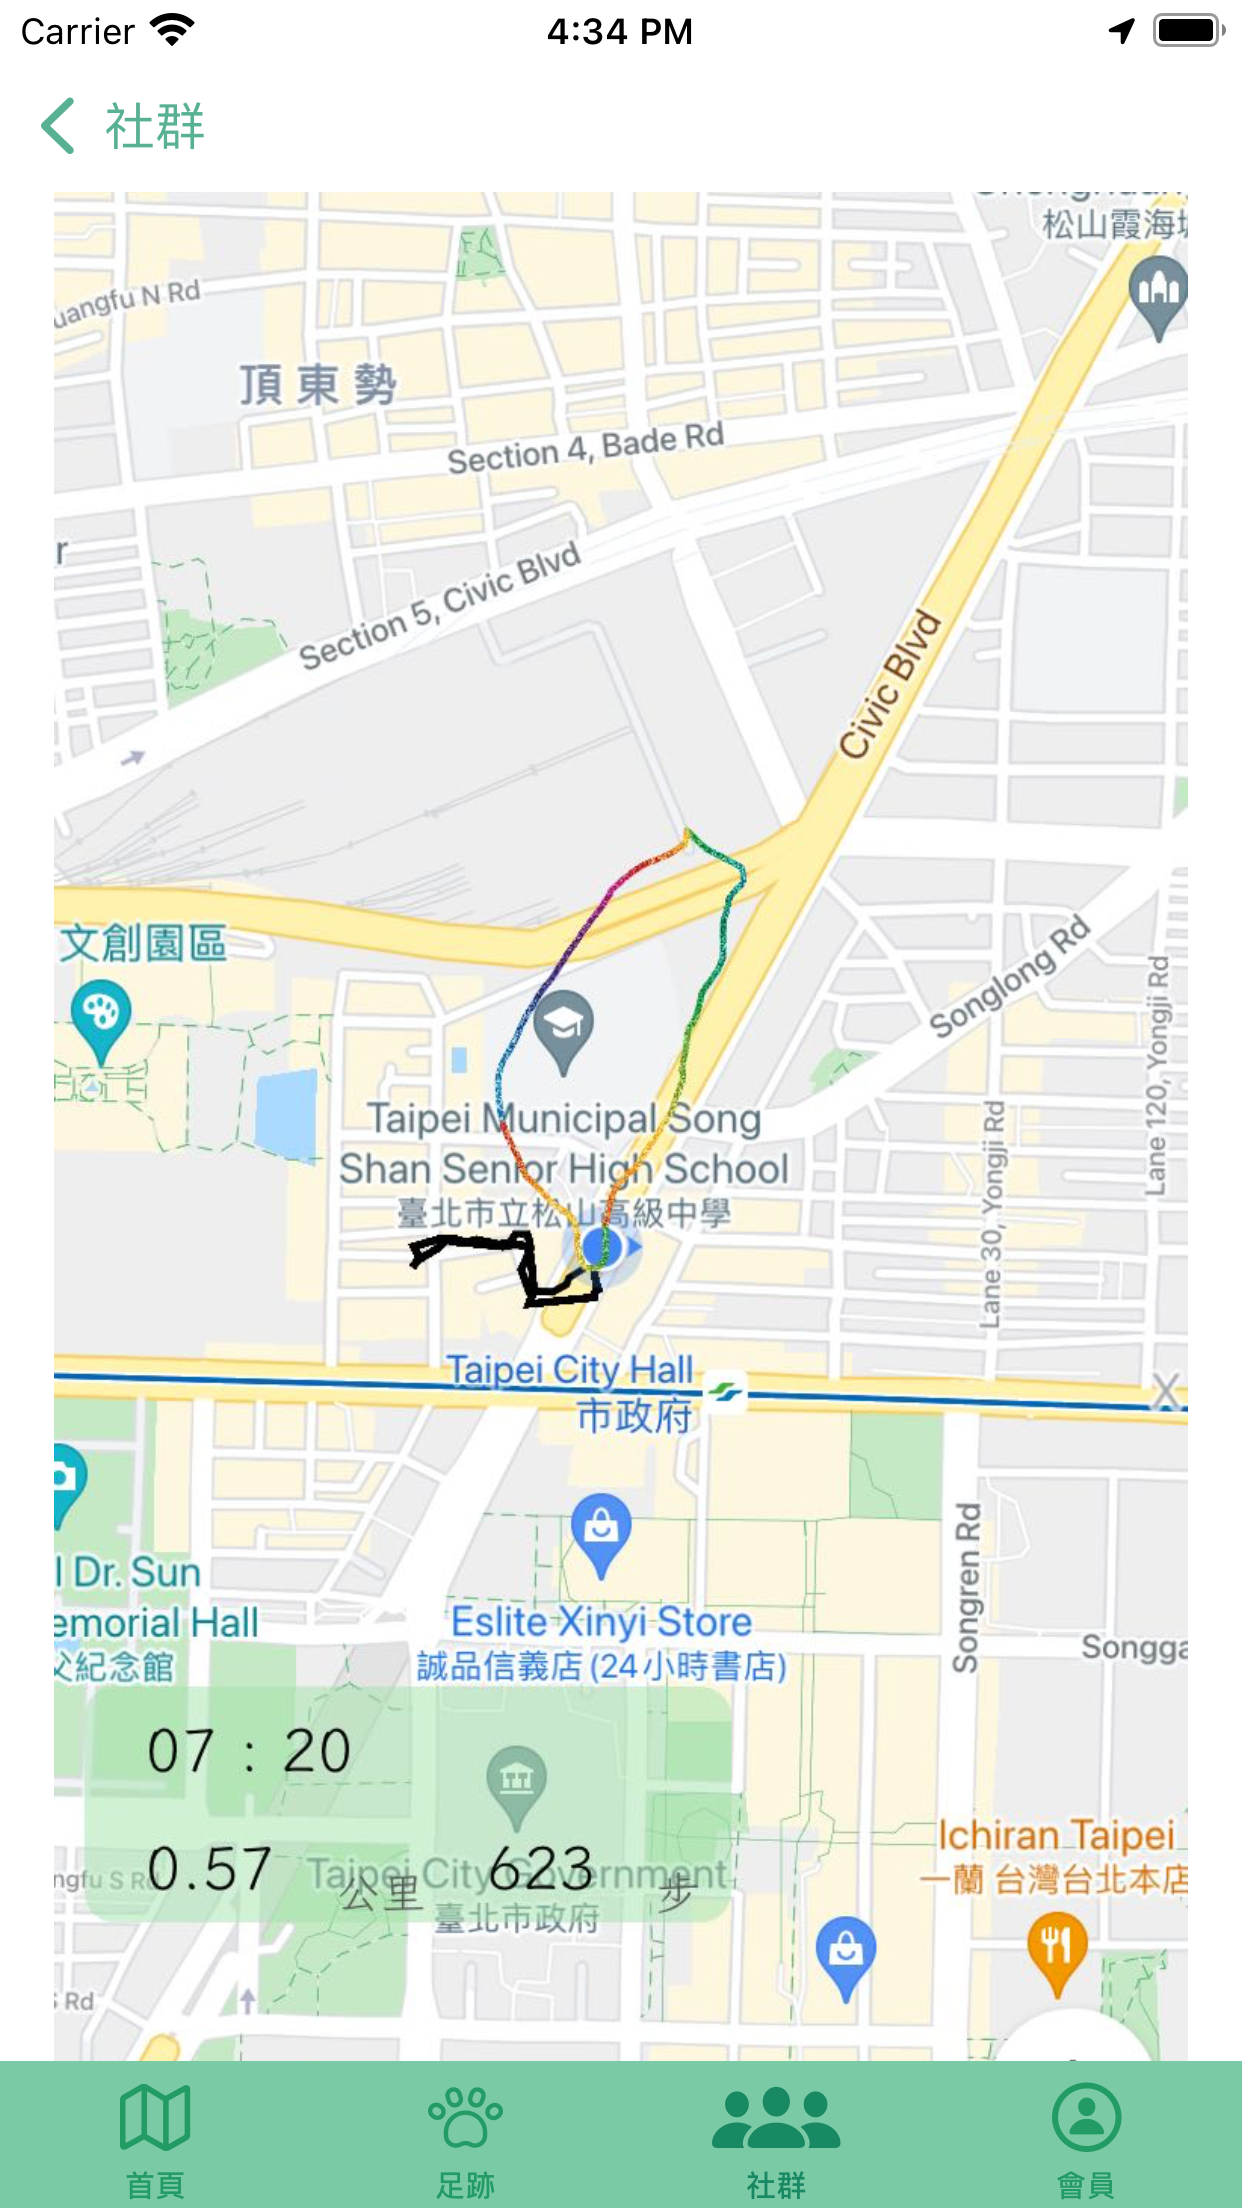 Carrier 4:34 PM
社群
松山霞海
uangfu N Rd
頂東勢
Section 4, Bade Rd
r
Section 5, Civic Blvd
Civic Blvd
文創園區
Songlong Rd
Lane 120, Yongji Rd
Lane 30, Yongji Rd
Taipei Municipal Song
Shan Senior High School
臺北市立松山高級中學
Taipei City Hall
市政府
X
l Dr. Sun
emorial Hall
父紀念館
Eslite Xinyi Store
誠品信義店(24小時書店)
Songren Rd
Songga
07 : 20
0.57 公里 623 步
ngfu S R
Taipei City Government
臺北市政府
Ichiran Taipei
一蘭 台灣台北本店
S Rd
首頁 足跡 社群 會員